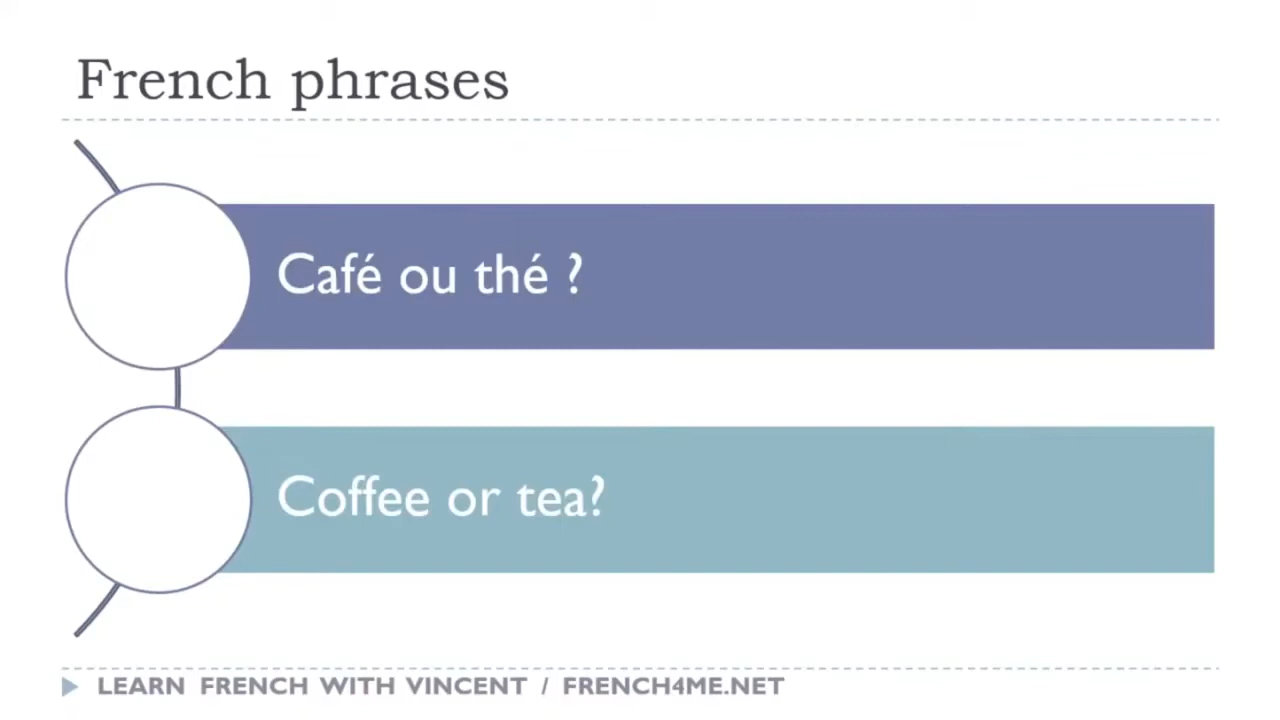 French phrases
Café ou thé ?
Coffee or tea?
LEARN FRENCH WITH VINCENT / FRENCH4ME.NET